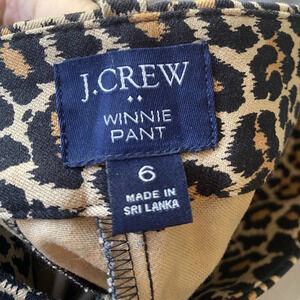 J.CREW
WINNIE
PANT
6
MADE IN
SRI LANKA